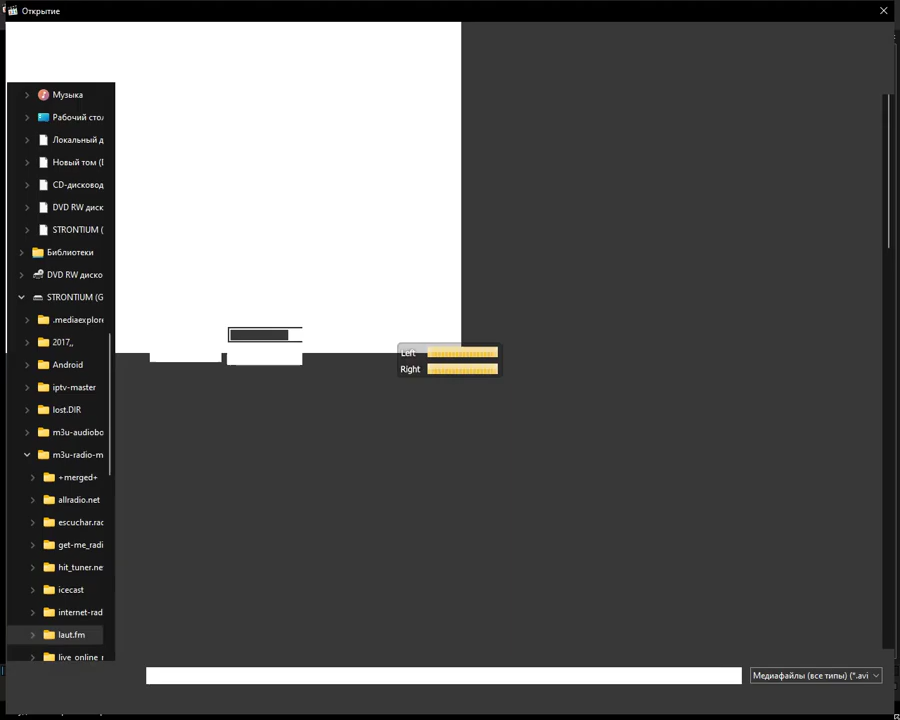 Открытие
Музыка
Рабочий стол
Локальный д
Новый том (
CD-дисковод
DVD RW диск
STRONTIUM (
Библиотеки
DVD RW диско
STRONTIUM (G
.mediaexplore
2017,,
Android
iptv-master
lost.DIR
m3u-audiobo
m3u-radio-m
+merged+
allradio.net
escuchar.rac
get-me_radi
hit_tuner.ne
icecast
internet-rad
laut.fm
live_online_r
Left
Right
Медиафайлы (все типы) (*.avi